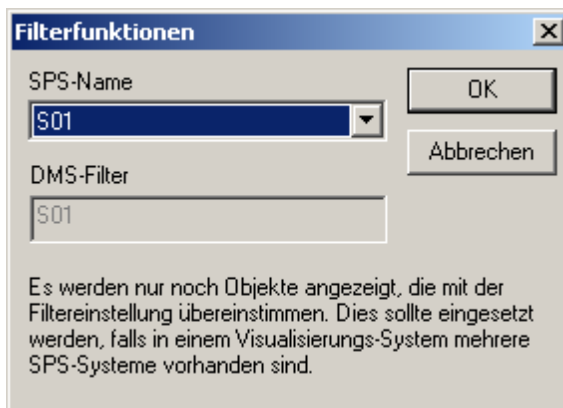 Filterfunktionen
SPS-Name
OK
S01
Abbrechen
DMS-Filter
S01
Es werden nur noch Objekte angezeigt, die mit der
Filtereinstellung übereinstimmen. Dies sollte eingesetzt
werden, falls in einem Visualisierungs-System mehrere
SPS-Systeme vorhanden sind.